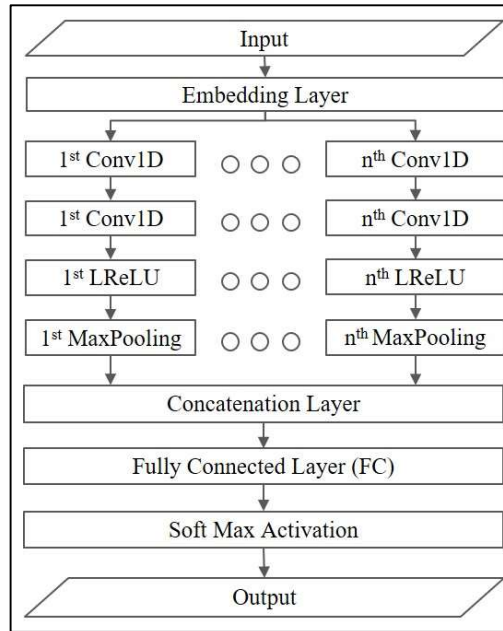 Input
Embedding Layer
1st Conv1D
nth Conv1D
1st Conv1D
nth Conv1D
1st LReLU
nth LReLU
1st MaxPooling
nth MaxPooling
Concatenation Layer
Fully Connected Layer (FC)
Soft Max Activation
Output